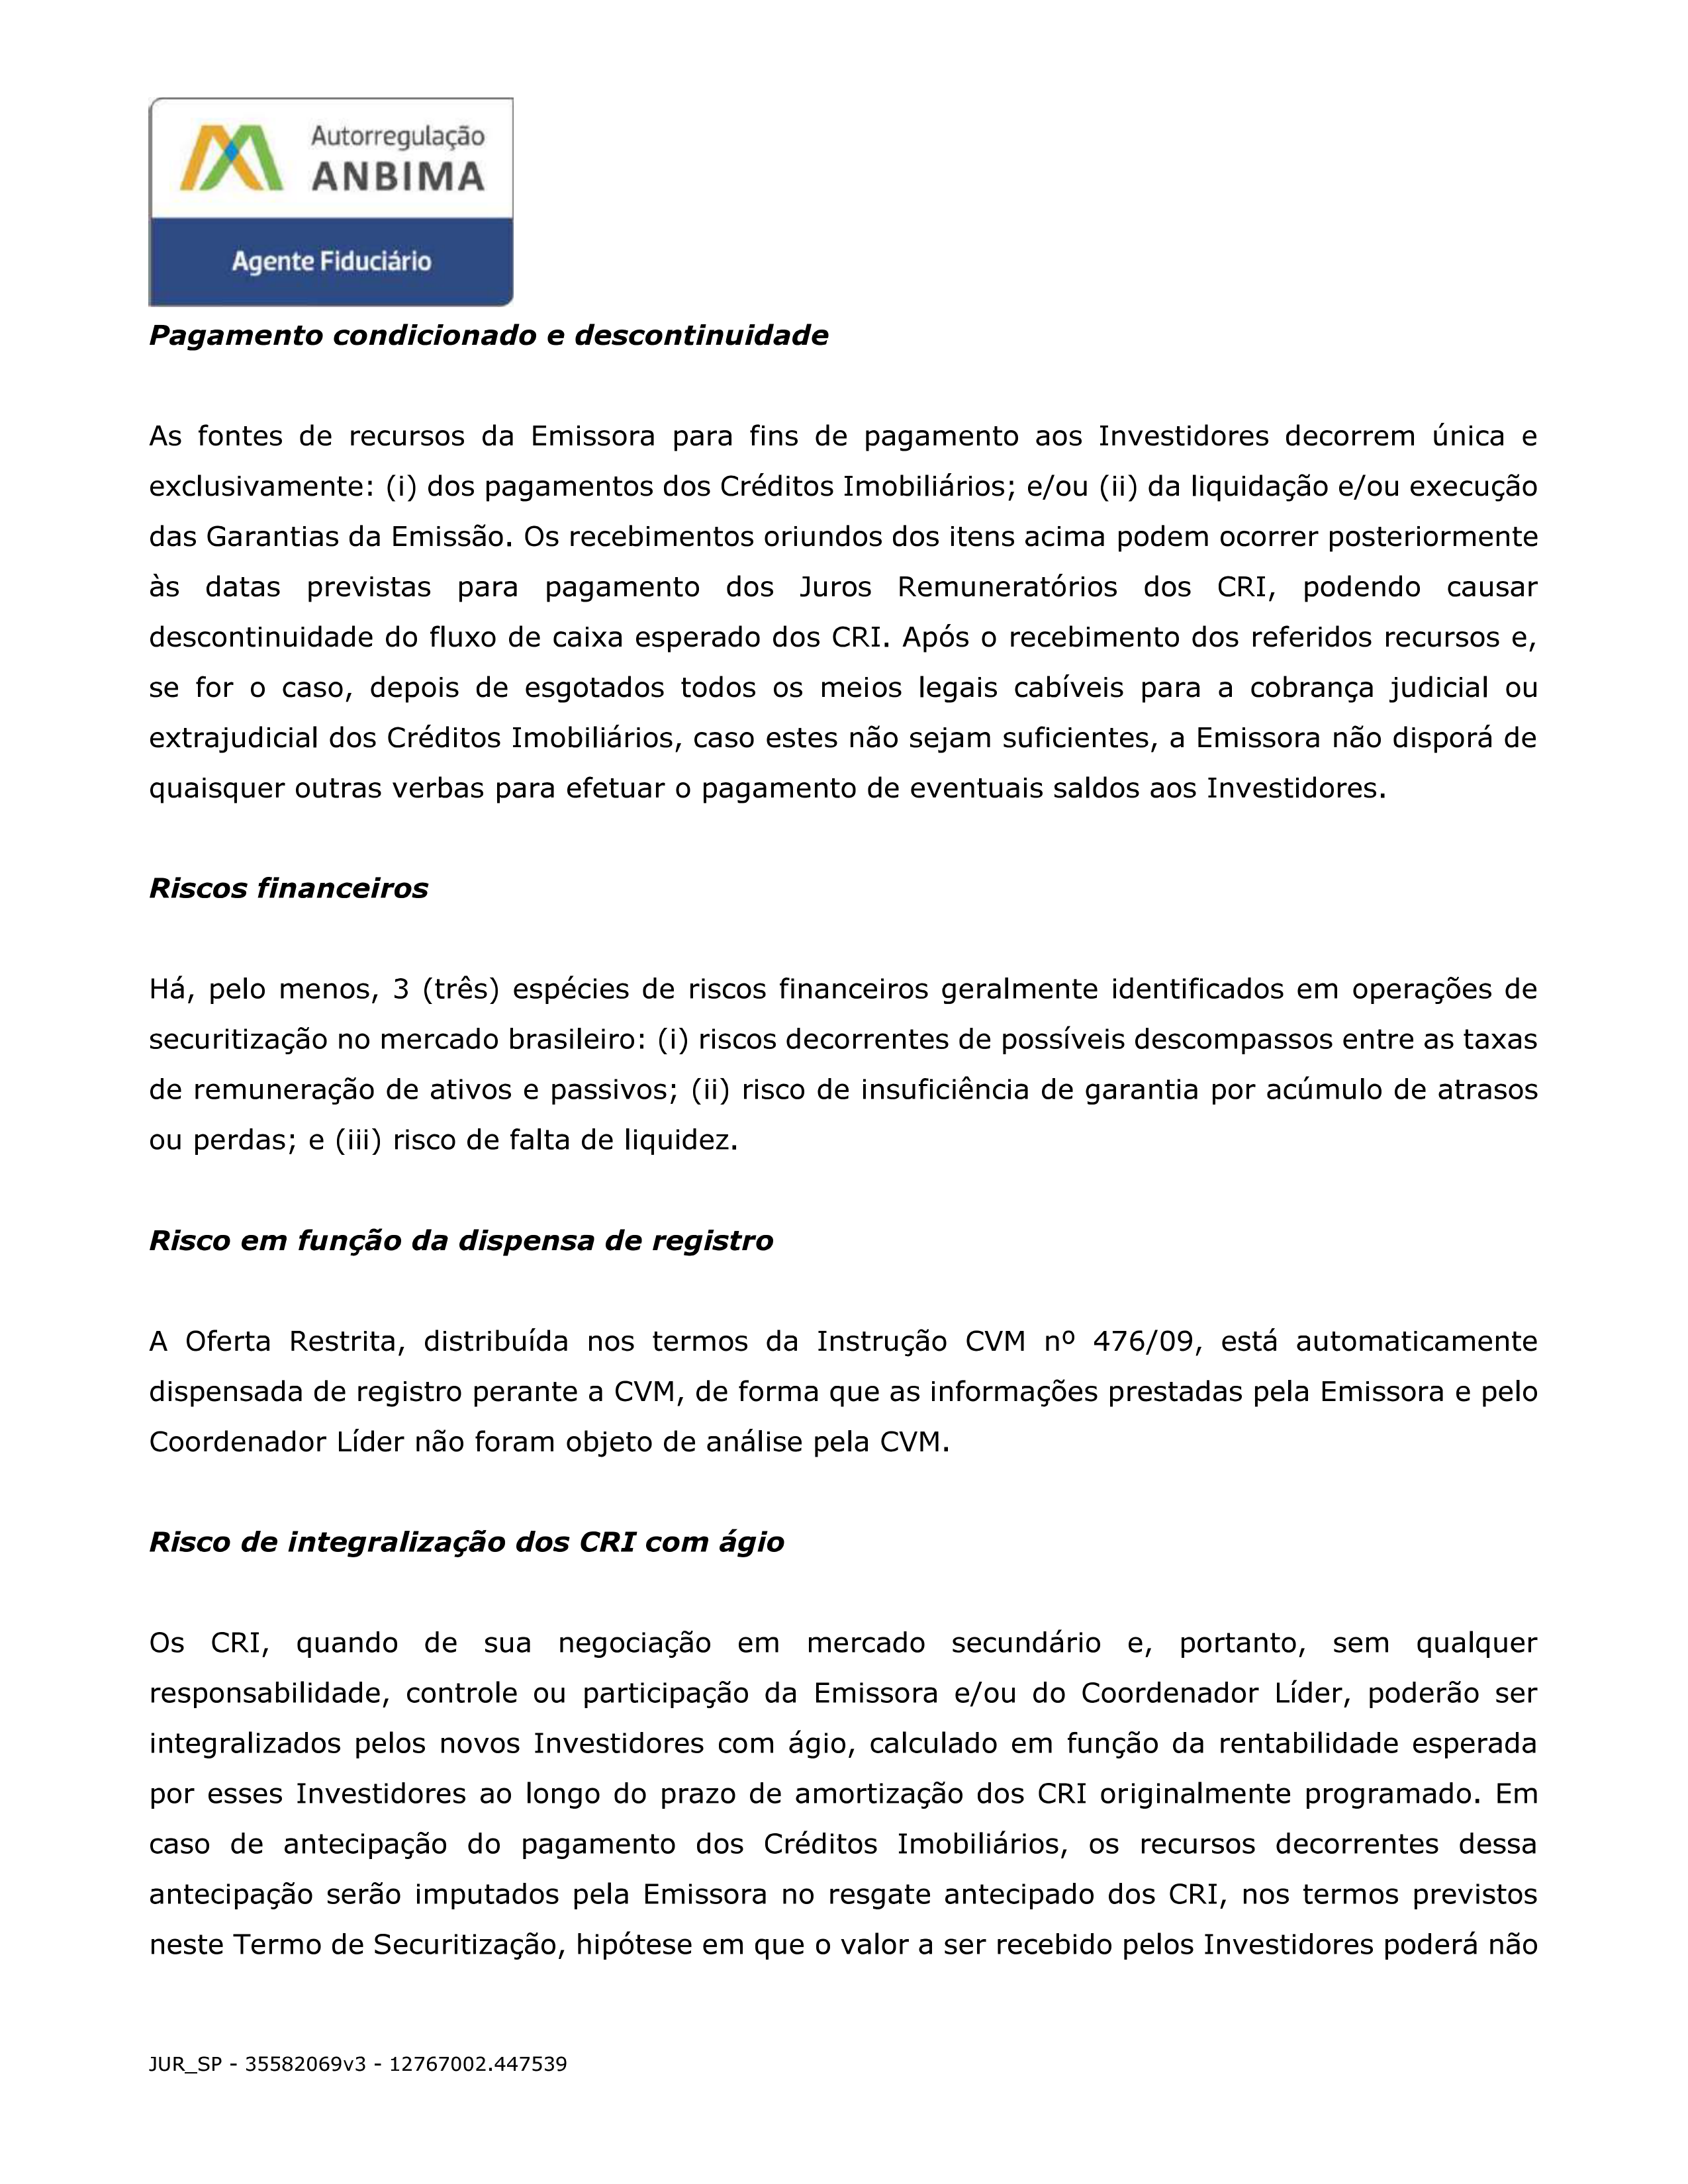 Autorregulação
ANBIMA
Agente Fiduciário
Pagamento condicionado e descontinuidade
As fontes de recursos da Emissora para fins de pagamento aos Investidores decorrem única e
exclusivamente: (i) dos pagamentos dos Créditos Imobiliários; e/ou (ii) da liquidação e/ou execução
das Garantias da Emissão. Os recebimentos oriundos dos itens acima podem ocorrer posteriormente
às datas previstas para pagamento dos Juros Remuneratórios dos CRI, podendo causar
descontinuidade do fluxo de caixa esperado dos CRI. Após o recebimento dos referidos recursos e,
se for o caso, depois de esgotados todos os meios legais cabíveis para a cobrança judicial ou
extrajudicial dos Créditos Imobiliários, caso estes não sejam suficientes, a Emissora não disporá de
quaisquer outras verbas para efetuar o pagamento de eventuais saldos aos Investidores.
Riscos financeiros
Há, pelo menos, 3 (três) espécies de riscos financeiros geralmente identificados em operações de
securitização no mercado brasileiro: (i) riscos decorrentes de possíveis descompassos entre as taxas
de remuneração de ativos e passivos; (ii) risco de insuficiência de garantia por acúmulo de atrasos
ou perdas; e (iii) risco de falta de liquidez.
Risco em função da dispensa de registro
A Oferta Restrita, distribuída nos termos da Instrução CVM nº 476/09, está automaticamente
dispensada de registro perante a CVM, de forma que as informações prestadas pela Emissora e pelo
Coordenador Líder não foram objeto de análise pela CVM.
Risco de integralização dos CRI com ágio
Os CRI, quando de sua negociação em mercado secundário e, portanto, sem qualquer
responsabilidade, controle ou participação da Emissora e/ou do Coordenador Líder, poderão ser
integralizados pelos novos Investidores com ágio, calculado em função da rentabilidade esperada
por esses Investidores ao longo do prazo de amortização dos CRI originalmente programado. Em
caso de antecipação do pagamento dos Créditos Imobiliários, os recursos decorrentes dessa
antecipação serão imputados pela Emissora no resgate antecipado dos CRI, nos termos previstos
neste Termo de Securitização, hipótese em que o valor a ser recebido pelos Investidores poderá não
JUR_SP - 35582069v3 - 12767002.447539